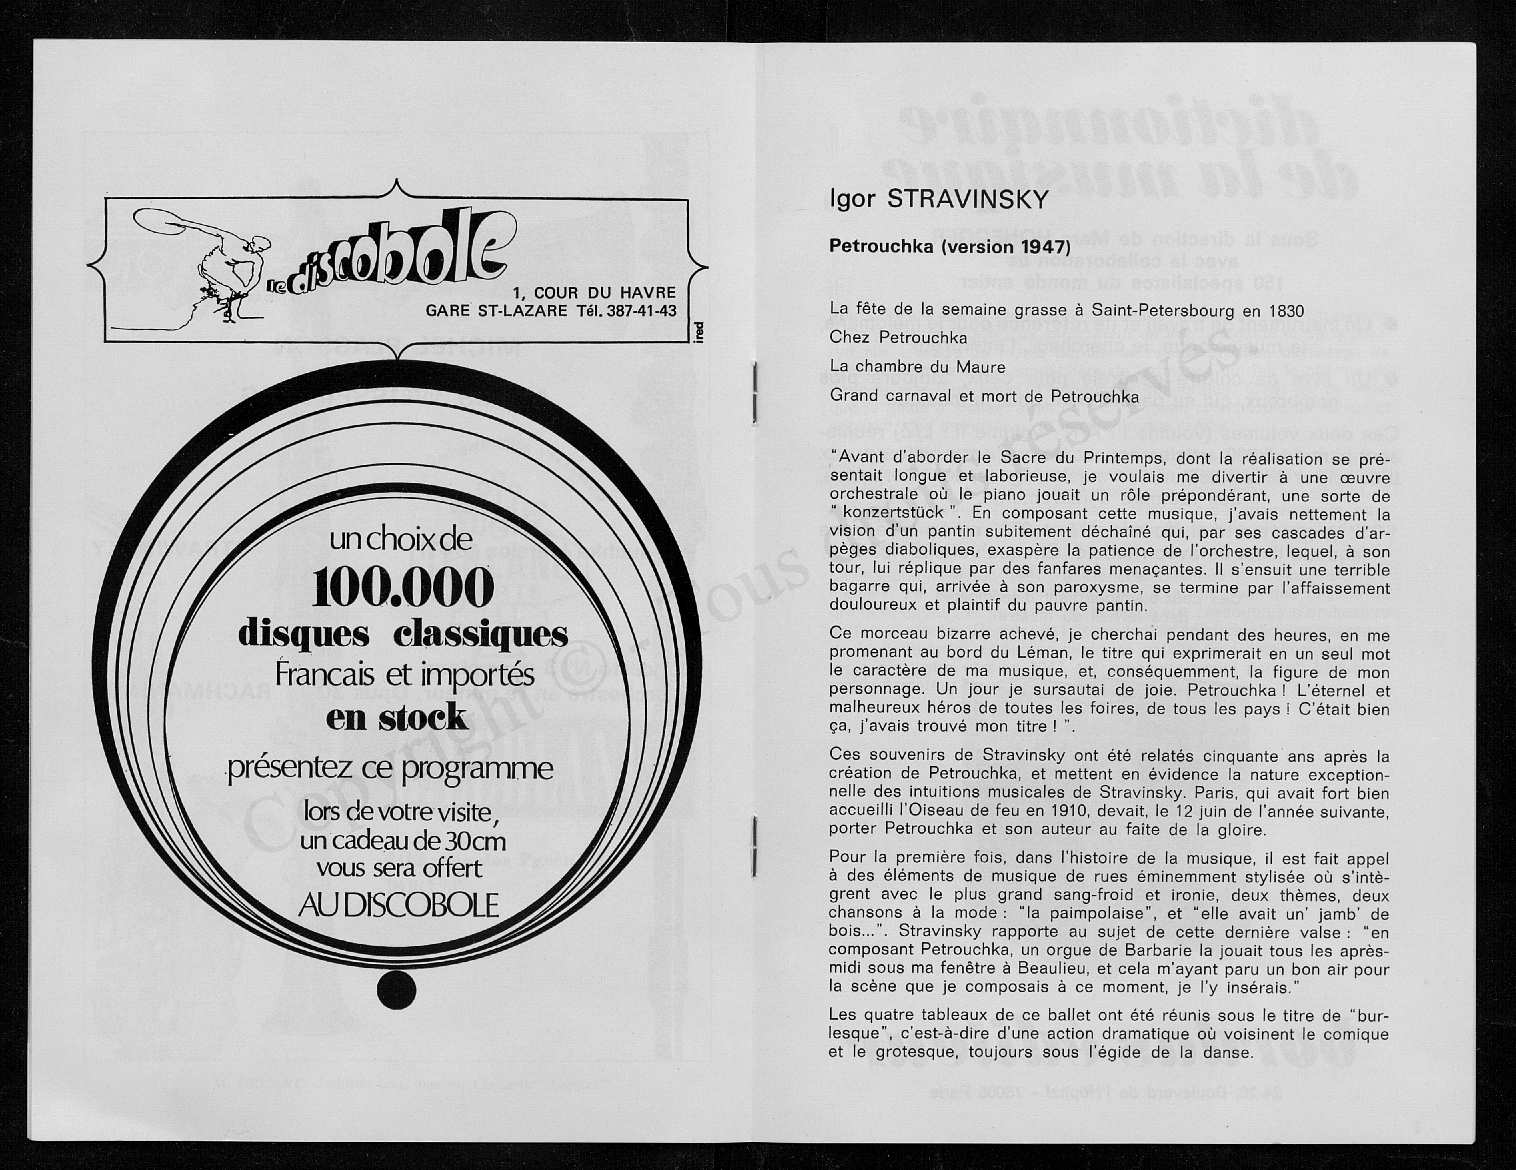 le discobole
1, COUR DU HAVRE
GARE ST-LAZARE Tél. 387-41-43
ired
un choix de
100.000
disques classiques
Francais et importés
en stock
présentez ce programme
lors de votre visite,
un cadeau de 30cm
vous sera offert
AU DISCOBOLE
Igor STRAVINSKY
Petrouchka (version 1947)
La fête de la semaine grasse à Saint-Petersbourg en 1830
Chez Petrouchka
La chambre du Maure
Grand carnaval et mort de Petrouchka
“Avant d'aborder le Sacre du Printemps, dont la réalisation se pré-
sentait longue et laborieuse, je voulais me divertir à une œuvre
orchestrale où le piano jouait un rôle prépondérant, une sorte de
“ konzertstück ”. En composant cette musique, j'avais nettement la
vision d'un pantin subitement déchaîné qui, par ses cascades d'ar-
pèges diaboliques, exaspère la patience de l'orchestre, lequel, à son
tour, lui réplique par des fanfares menaçantes. Il s'ensuit une terrible
bagarre qui, arrivée à son paroxysme, se termine par l'affaissement
douloureux et plaintif du pauvre pantin.
Ce morceau bizarre achevé, je cherchai pendant des heures, en me
promenant au bord du Léman, le titre qui exprimerait en un seul mot
le caractère de ma musique, et, conséquemment, la figure de mon
personnage. Un jour je sursautai de joie. Petrouchka ! L'éternel et
malheureux héros de toutes les foires, de tous les pays ! C'était bien
ça, j'avais trouvé mon titre ! ”.
Ces souvenirs de Stravinsky ont été relatés cinquante ans après la
création de Petrouchka, et mettent en évidence la nature exception-
nelle des intuitions musicales de Stravinsky. Paris, qui avait fort bien
accueilli l'Oiseau de feu en 1910, devait, le 12 juin de l'année suivante,
porter Petrouchka et son auteur au faîte de la gloire.
Pour la première fois, dans l'histoire de la musique, il est fait appel
à des éléments de musique de rues éminemment stylisée où s'intè-
grent avec le plus grand sang-froid et ironie, deux thèmes, deux
chansons à la mode : “la paimpolaise”, et “elle avait un' jamb' de
bois...”. Stravinsky rapporte au sujet de cette dernière valse : “en
composant Petrouchka, un orgue de Barbarie la jouait tous les après-
midi sous ma fenêtre à Beaulieu, et cela m'ayant paru un bon air pour
la scène que je composais à ce moment, je l'y insérais.”
Les quatre tableaux de ce ballet ont été réunis sous le titre de “bur-
lesque”, c'est-à-dire d'une action dramatique où voisinent le comique
et le grotesque, toujours sous l'égide de la danse.
Copyright © - Tous droits réservés.